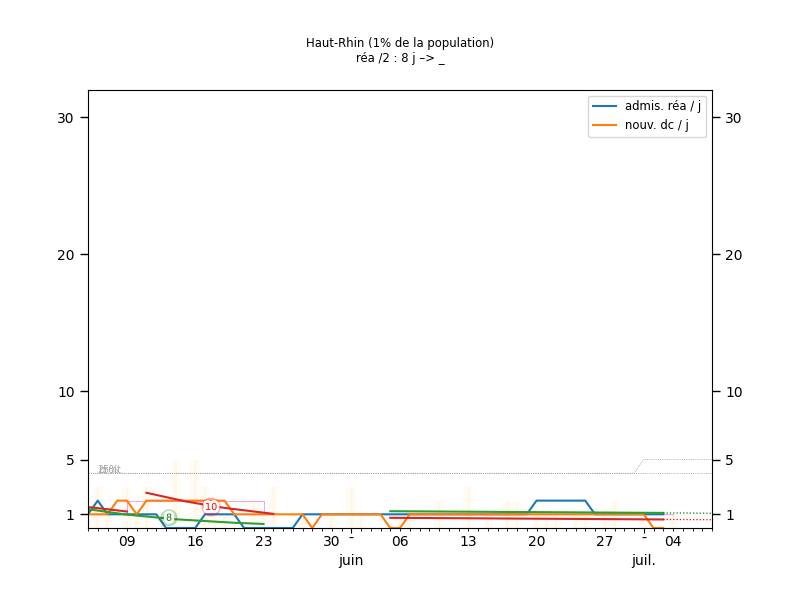 Haut-Rhin (1% de la population)
réa /2 : 8 j –> _
admis. réa / j
nouv. dc / j
30 30
20 20
10 10
5 5
1 1
10
8
09 16 23 30 - 06 13 20 27 - 04
juin juil.